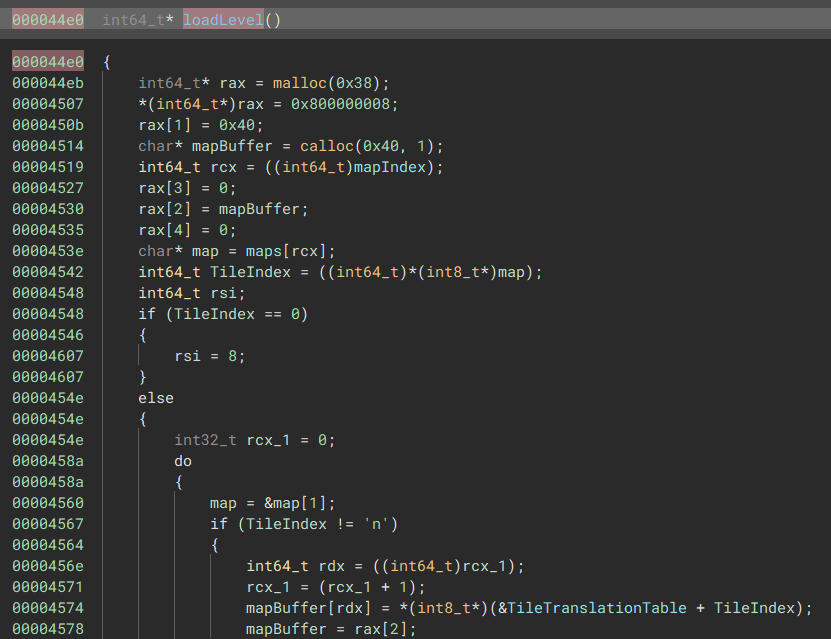 000044e0 int64_t* loadLevel()
000044e0 {
000044eb int64_t* rax = malloc(0x38);
00004507 *(int64_t*)rax = 0x800000008;
0000450b rax[1] = 0x40;
00004514 char* mapBuffer = calloc(0x40, 1);
00004519 int64_t rcx = ((int64_t)mapIndex);
00004527 rax[3] = 0;
00004530 rax[2] = mapBuffer;
00004535 rax[4] = 0;
0000453e char* map = maps[rcx];
00004542 int64_t TileIndex = ((int64_t)*(int8_t*)map);
00004548 int64_t rsi;
00004548 if (TileIndex == 0)
00004546 {
00004607 rsi = 8;
00004607 }
0000454e else
0000454e {
0000454e int32_t rcx_1 = 0;
0000458a do
0000458a {
00004560 map = &map[1];
00004567 if (TileIndex != 'n')
00004564 {
0000456e int64_t rdx = ((int64_t)rcx_1);
00004571 rcx_1 = (rcx_1 + 1);
00004574 mapBuffer[rdx] = *(int8_t*)(&TileTranslationTable + TileIndex);
00004578 mapBuffer = rax[2];